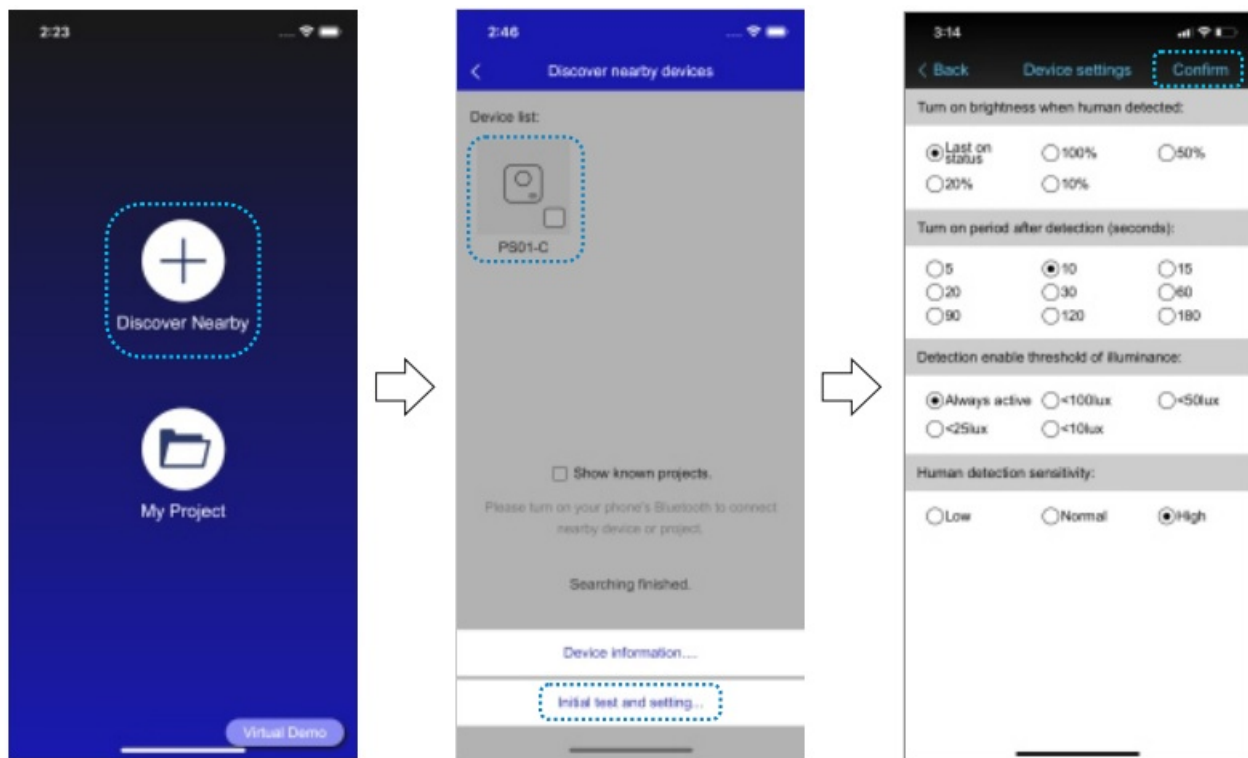 2:23
Discover Nearby
My Project
Virtual Demo
2:46
Discover nearby devices
Device list:
PS01-C
Show known projects.
Please turn on your phone's Bluetooth to connect
nearby device or project.
Searching finished.
Device information....
Initial test and setting...
3:14
< Back Device settings Confirm
Turn on brightness when human detected:
Last on status 100% 50%
20% 10%
Turn on period after detection (seconds):
5 10 15
20 30 60
90 120 180
Detection enable threshold of illuminance:
Always active <100lux <50lux
<25lux <10lux
Human detection sensitivity:
Low Normal High